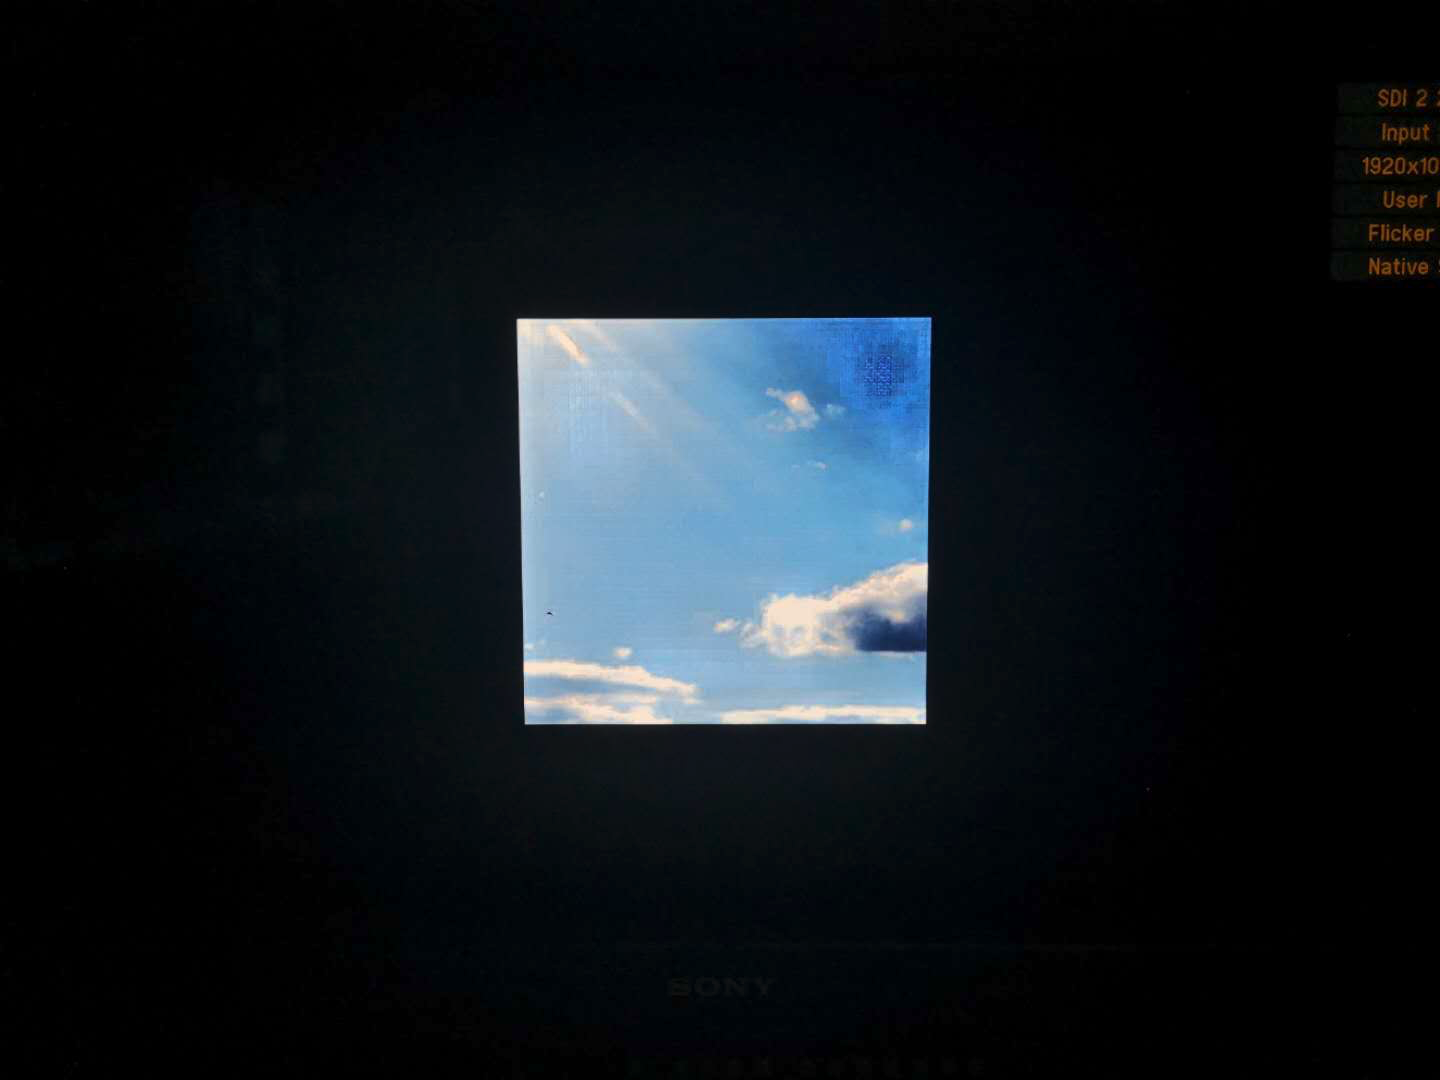 SDI 2
Input
1920x10
User
Flicker
Native
SONY